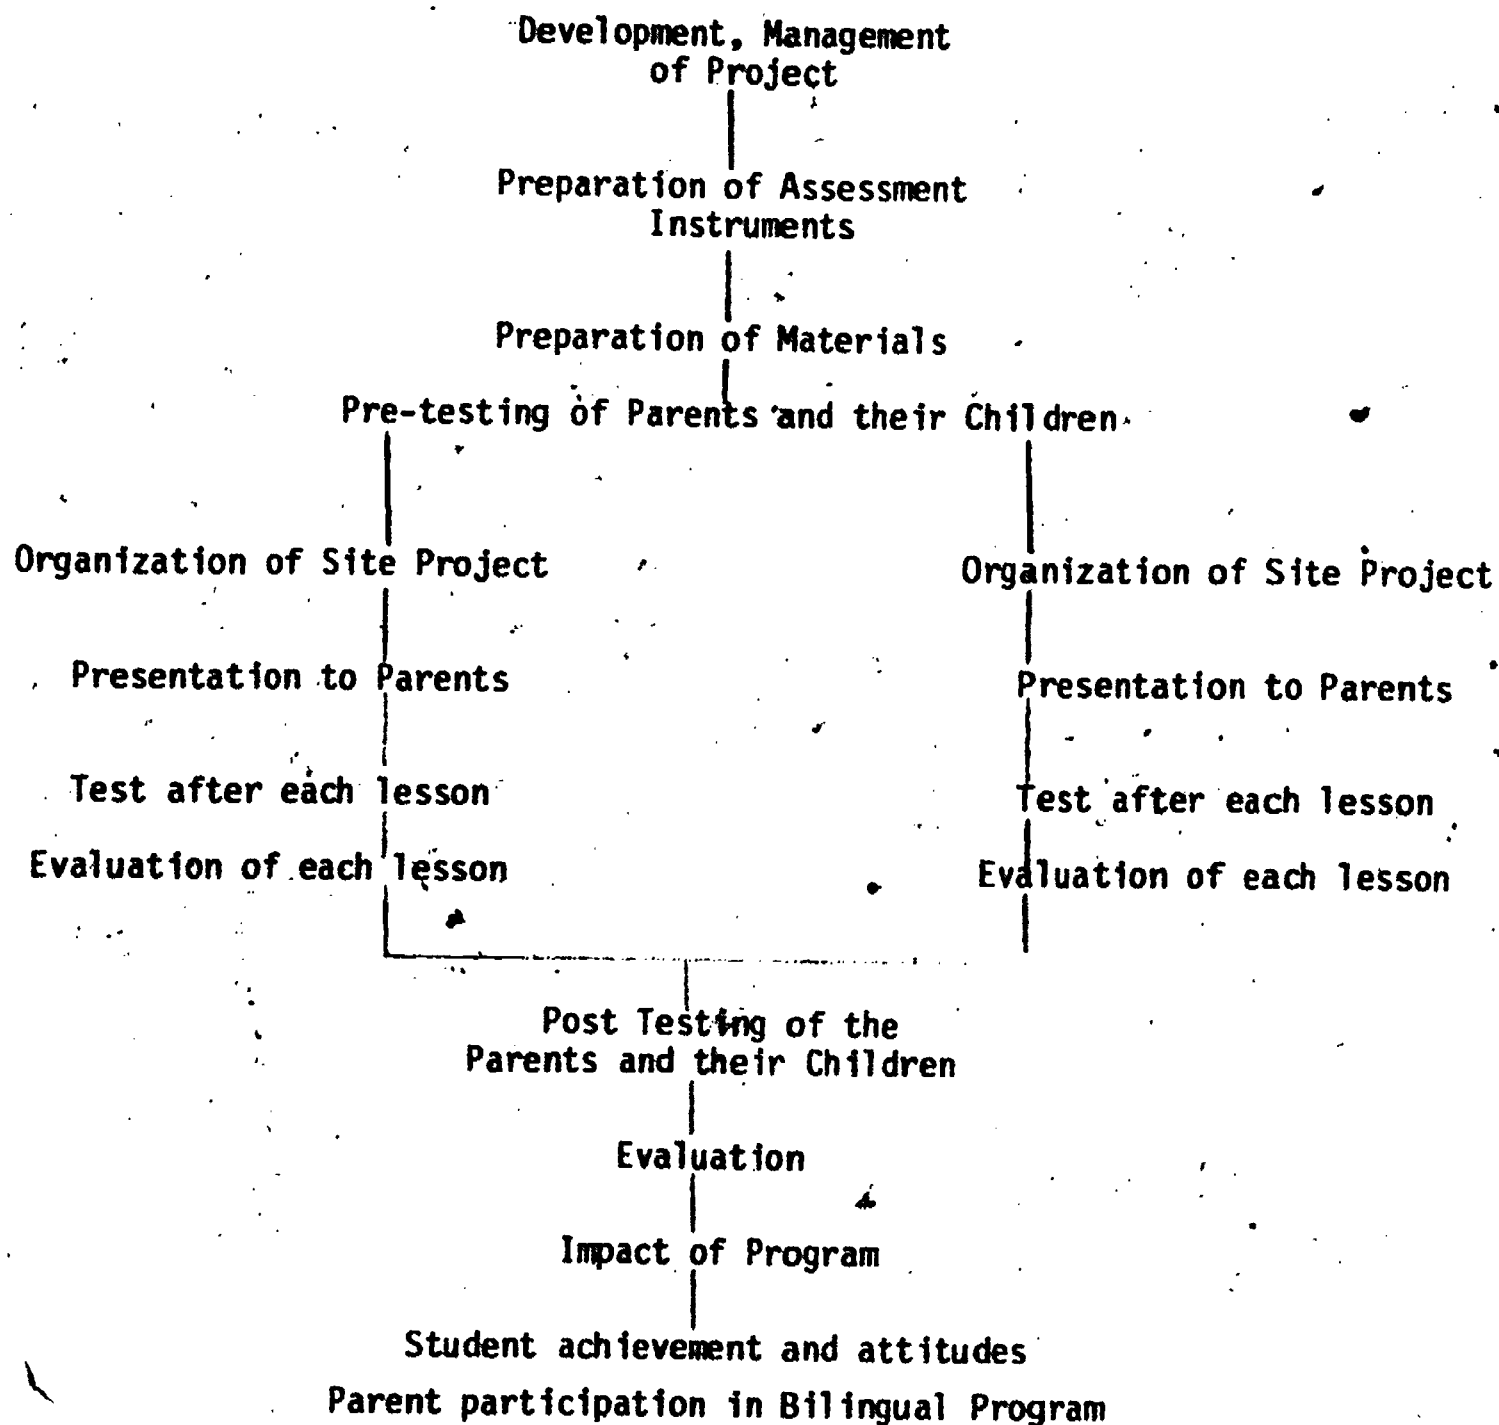 Development, Management
of Project
Preparation of Assessment
Instruments
Preparation of Materials
Pre-testing of Parents and their Children
Organization of Site Project
Organization of Site Project
Presentation to Parents
Presentation to Parents
Test after each lesson
Test after each lesson
Evaluation of each lesson
Evaluation of each lesson
Post Testing of the
Parents and their Children
Evaluation
Impact of Program
Student achievement and attitudes
Parent participation in Bilingual Program